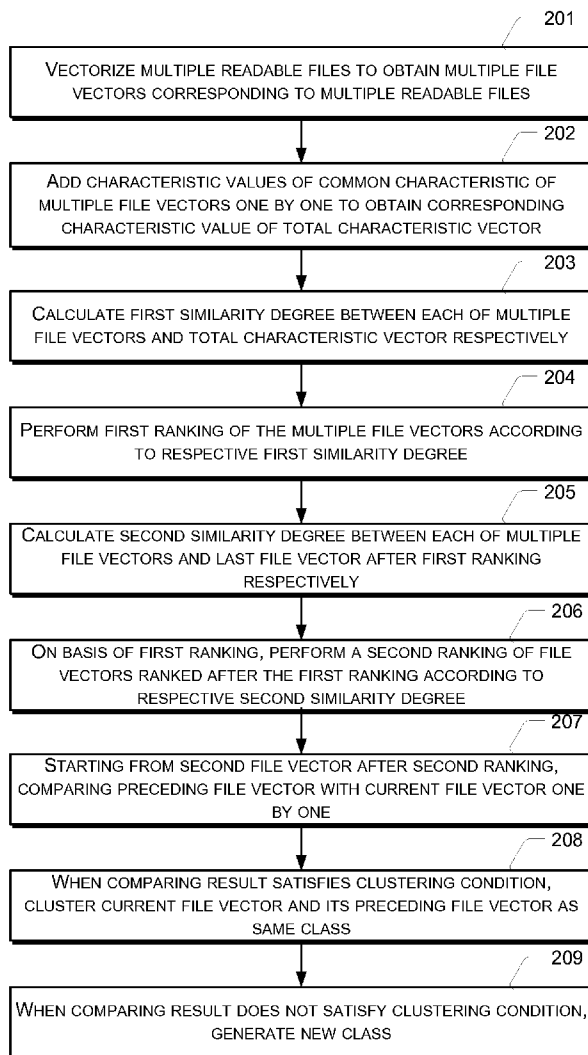 201
VECTORIZE MULTIPLE READABLE FILES TO OBTAIN MULTIPLE FILE
VECTORS CORRESPONDING TO MULTIPLE READABLE FILES
202
ADD CHARACTERISTIC VALUES OF COMMON CHARACTERISTIC OF
MULTIPLE FILE VECTORS ONE BY ONE TO OBTAIN CORRESPONDING
CHARACTERISTIC VALUE OF TOTAL CHARACTERISTIC VECTOR
203
CALCULATE FIRST SIMILARITY DEGREE BETWEEN EACH OF MULTIPLE
FILE VECTORS AND TOTAL CHARACTERISTIC VECTOR RESPECTIVELY
204
PERFORM FIRST RANKING OF THE MULTIPLE FILE VECTORS ACCORDING
TO RESPECTIVE FIRST SIMILARITY DEGREE
205
CALCULATE SECOND SIMILARITY DEGREE BETWEEN EACH OF MULTIPLE
FILE VECTORS AND LAST FILE VECTOR AFTER FIRST RANKING
RESPECTIVELY
206
ON BASIS OF FIRST RANKING, PERFORM A SECOND RANKING OF FILE
VECTORS RANKED AFTER THE FIRST RANKING ACCORDING TO
RESPECTIVE SECOND SIMILARITY DEGREE
207
STARTING FROM SECOND FILE VECTOR AFTER SECOND RANKING,
COMPARING PRECEDING FILE VECTOR WITH CURRENT FILE VECTOR ONE
BY ONE
208
WHEN COMPARING RESULT SATISFIES CLUSTERING CONDITION,
CLUSTER CURRENT FILE VECTOR AND ITS PRECEDING FILE VECTOR AS
SAME CLASS
209
WHEN COMPARING RESULT DOES NOT SATISFY CLUSTERING CONDITION,
GENERATE NEW CLASS